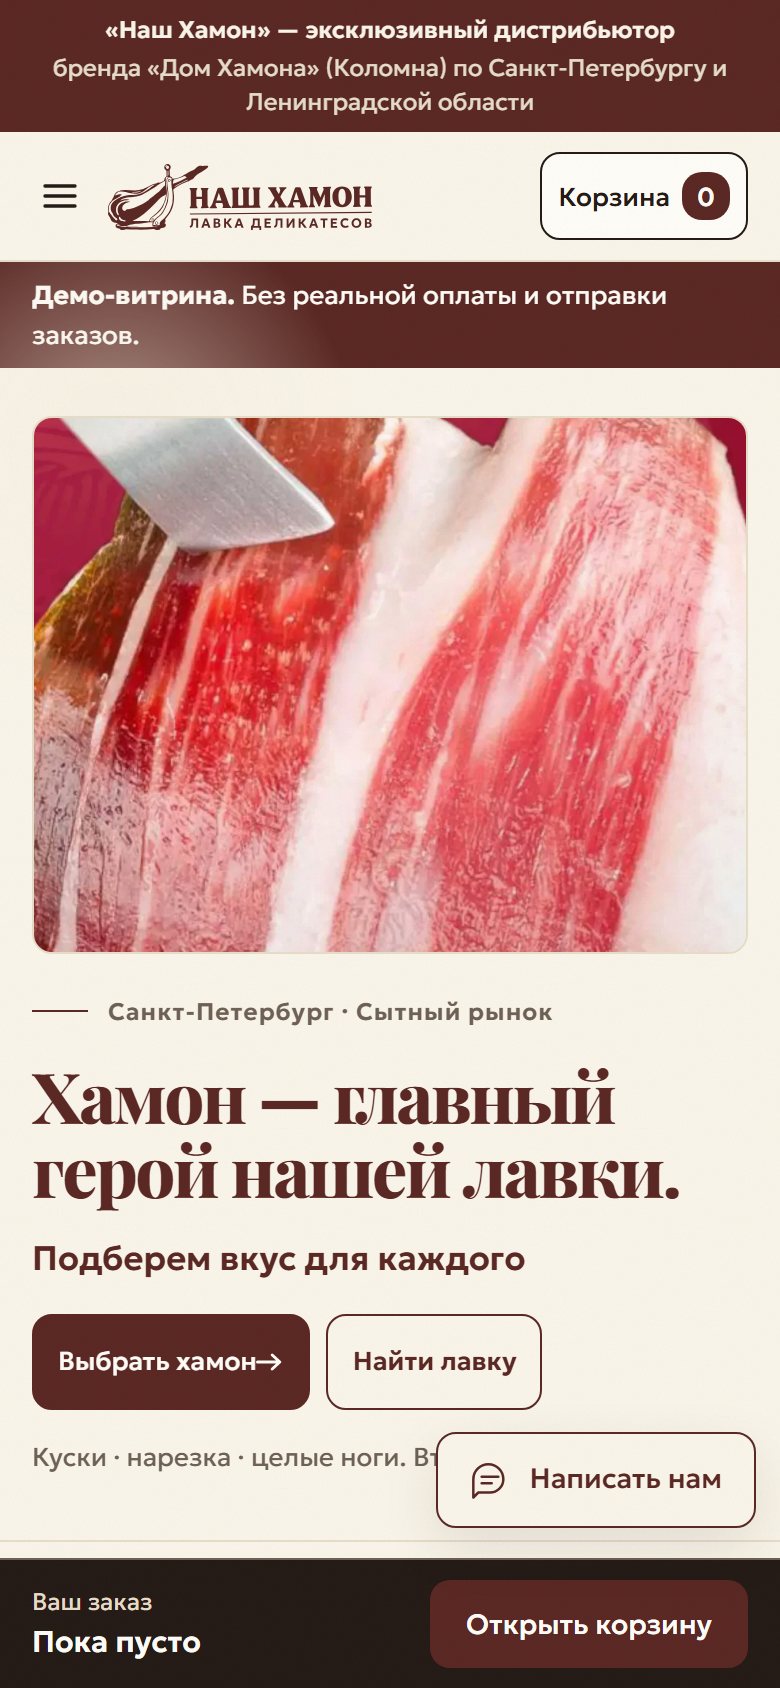 «Наш Хамон» — эксклюзивный дистрибьютор
бренда «Дом Хамона» (Коломна) по Санкт-Петербургу и
Ленинградской области
НАШ ХАМОН
ЛАВКА ДЕЛИКАТЕСОВ
Корзина 0
Демо-витрина. Без реальной оплаты и отправки
заказов.
Санкт-Петербург · Сытный рынок
Хамон — главный
герой нашей лавки.
Подберем вкус для каждого
Выбрать хамон→
Найти лавку
Куски · нарезка · целые ноги.
Написать нам
Ваш заказ
Пока пусто
Открыть корзину